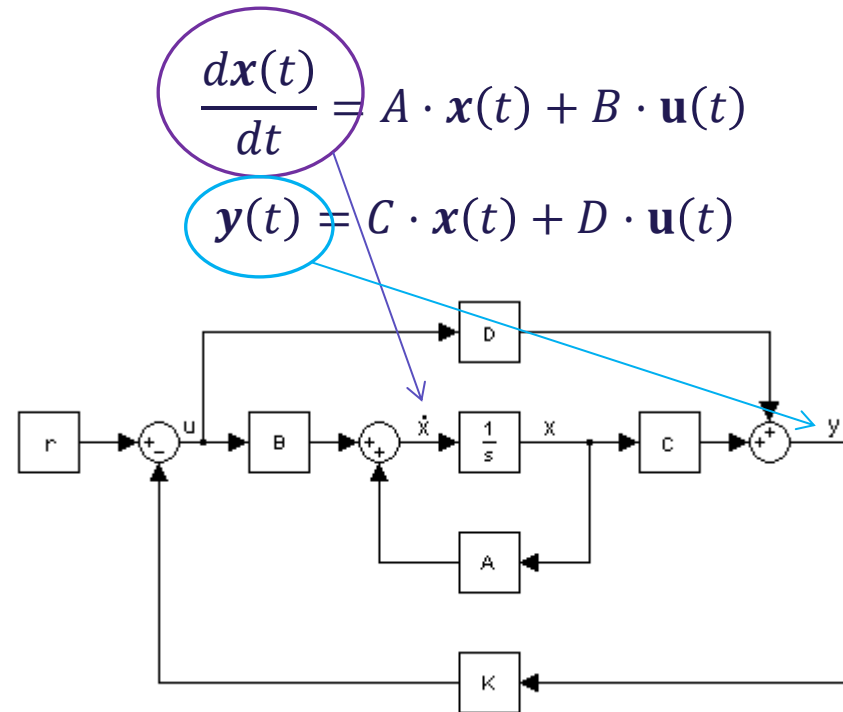 d𝒙(t)/dt = A · 𝒙(t) + B · 𝐮(t)
𝒚(t) = C · 𝒙(t) + D · 𝐮(t)
D
r + − u B + + ẋ 1/s x C + + y
A
K